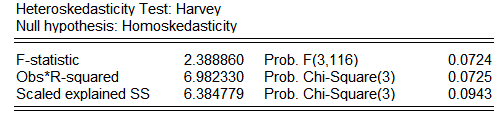 Heteroskedasticity Test: Harvey
Null hypothesis: Homoskedasticity
F-statistic 2.388860 Prob. F(3,116) 0.0724
Obs*R-squared 6.982330 Prob. Chi-Square(3) 0.0725
Scaled explained SS 6.384779 Prob. Chi-Square(3) 0.0943